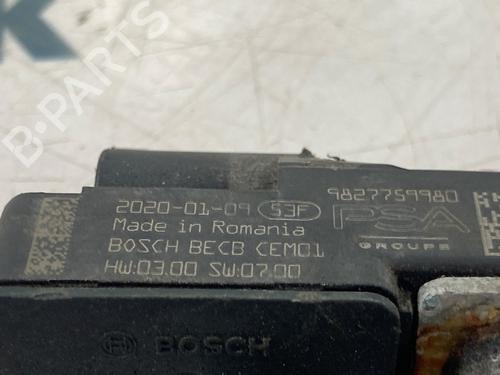 B-PARTS
2020-01-09 53F
Made in Romania
BOSCH BECB CEM01
HW:03.00 SW:07.00
9827759980
PSA
GROUPE
BOSCH